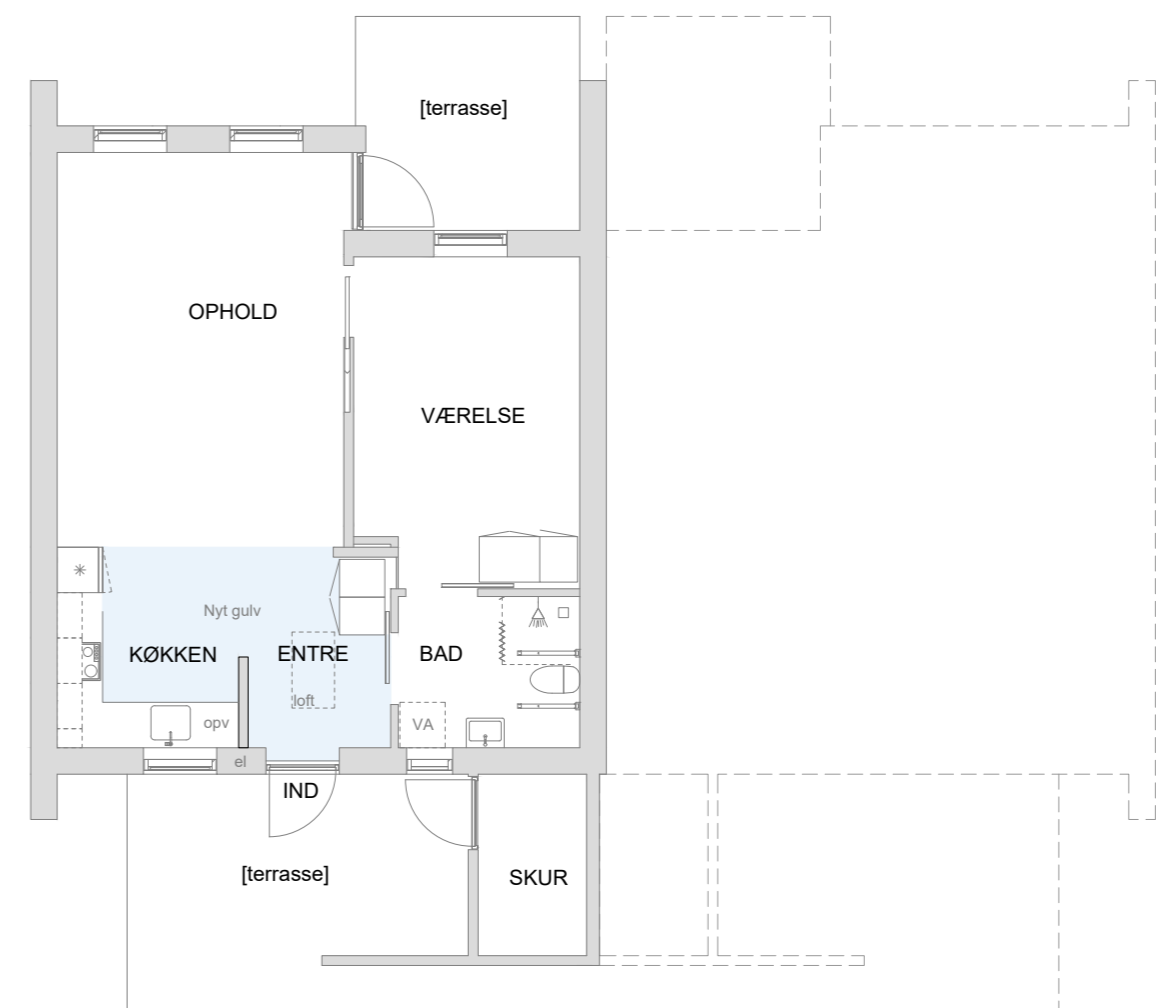 [terrasse]
OPHOLD
VÆRELSE
Nyt gulv
KØKKEN
ENTRE
BAD
loft
opv
VA
el
IND
[terrasse]
SKUR